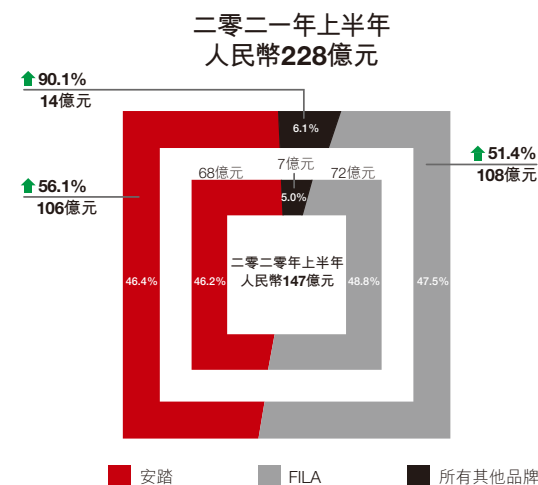 二零二一年上半年
人民幣228億元
90.1%
14億元
6.1%
51.4%
108億元
56.1%
106億元
68億元
7億元
72億元
5.0%
二零二零年上半年
人民幣147億元
46.4%
46.2%
48.8%
47.5%
安踏
FILA
所有其他品牌